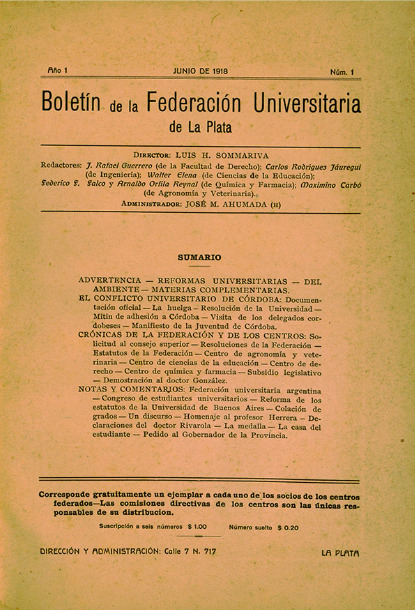 Año 1 JUNIO DE 1918 Núm. 1
Boletín de la Federación Universitaria
de La Plata
DIRECTOR: LUIS H. SOMMARIVA
Redactores: J. Rafael Guerrero (de la Facultad de Derecho); Carlos Rodrigues Jáuregui
(de Ingeniería); Walter Elena (de Ciencias de la Educación);
Federico E. Saico y Arnaldo Orfila Reynal (de Química y Farmacia); Maximino Carbó
(de Agronomía y Veterinaria).
ADMINISTRADOR: JOSÉ M. AHUMADA (H)
SUMARIO
ADVERTENCIA — REFORMAS UNIVERSITARIAS — DEL
AMBIENTE — MATERIAS COMPLEMENTARIAS.
EL CONFLICTO UNIVERSITARIO DE CÓRDOBA: Documen-
tación oficial — La huelga — Resolución de la Universidad —
Mitin de adhesión a Córdoba — Visita de los delegados cor-
dobeses — Manifiesto de la Juventud de Córdoba.
CRÓNICAS DE LA FEDERACIÓN Y DE LOS CENTROS: So-
licitud al consejo superior — Resoluciones de la Federación —
Estatutos de la Federación — Centro de agronomía y vete-
rinaria — Centro de ciencias de la educación — Centro de de-
recho — Centro de química y farmacia — Subsidio legislativo
— Demostración al doctor González.
NOTAS Y COMENTARIOS: Federación universitaria argentina
— Congreso de estudiantes universitarios — Reforma de los
estatutos de la Universidad de Buenos Aires — Colación de
grados — Un discurso — Homenaje al profesor Herrera — De-
claraciones del doctor Rivarola — La medalla — La casa del
estudiante — Pedido al Gobernador de la Provincia.
Corresponde gratuitamente un ejemplar a cada uno de los socios de los centros
federados—Las comisiones directivas de los centros son las únicas res-
ponsables de su distribucion.
Suscripción a seis números $ 1.00 Número suelto $ 0.20
DIRECCIÓN Y ADMINISTRACIÓN: Calle 7 N. 717 LA PLATA